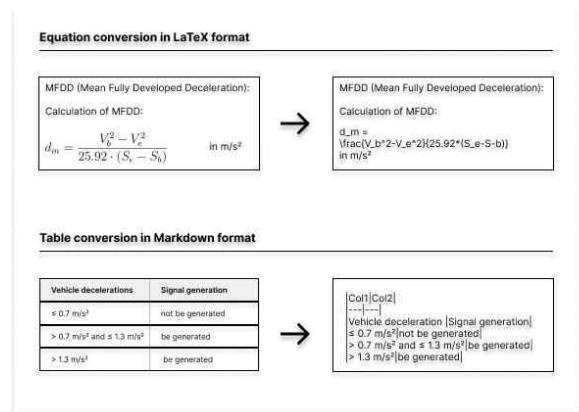 Equation conversion in LaTeX format
MFDD (Mean Fully Developed Deceleration):
Calculation of MFDD:
d_m = \frac{V_b^2 - V_e^2}{25.92 \cdot (S_e - S_b)} in m/s²
MFDD (Mean Fully Developed Deceleration):
Calculation of MFDD:
d_m =
\frac{V_b^2-V_e^2}{25.92*(S_e-S-b)}
in m/s²
Table conversion in Markdown format
Vehicle decelerations Signal generation
≤ 0.7 m/s² not be generated
> 0.7 m/s² and ≤ 1.3 m/s² be generated
> 1.3 m/s² be generated
|Col1|Col2|
|---|---|
|Vehicle deceleration |Signal generation|
|≤ 0.7 m/s²|not be generated|
|> 0.7 m/s² and ≤ 1.3 m/s²|be generated|
|> 1.3 m/s²|be generated|